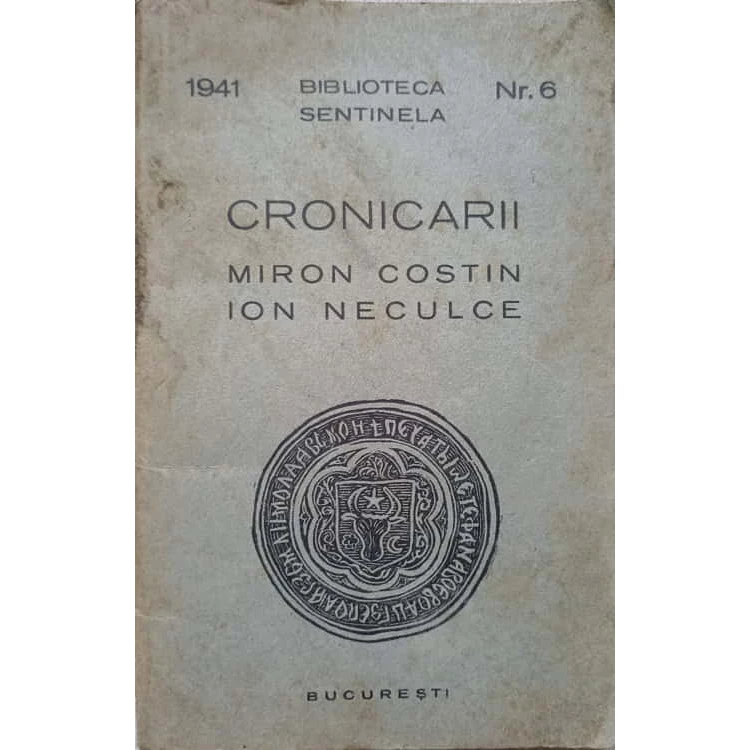 1941 BIBLIOTECA Nr. 6
SENTINELA
CRONICARII
MIRON COSTIN
ION NECULCE
BUCUREȘTI